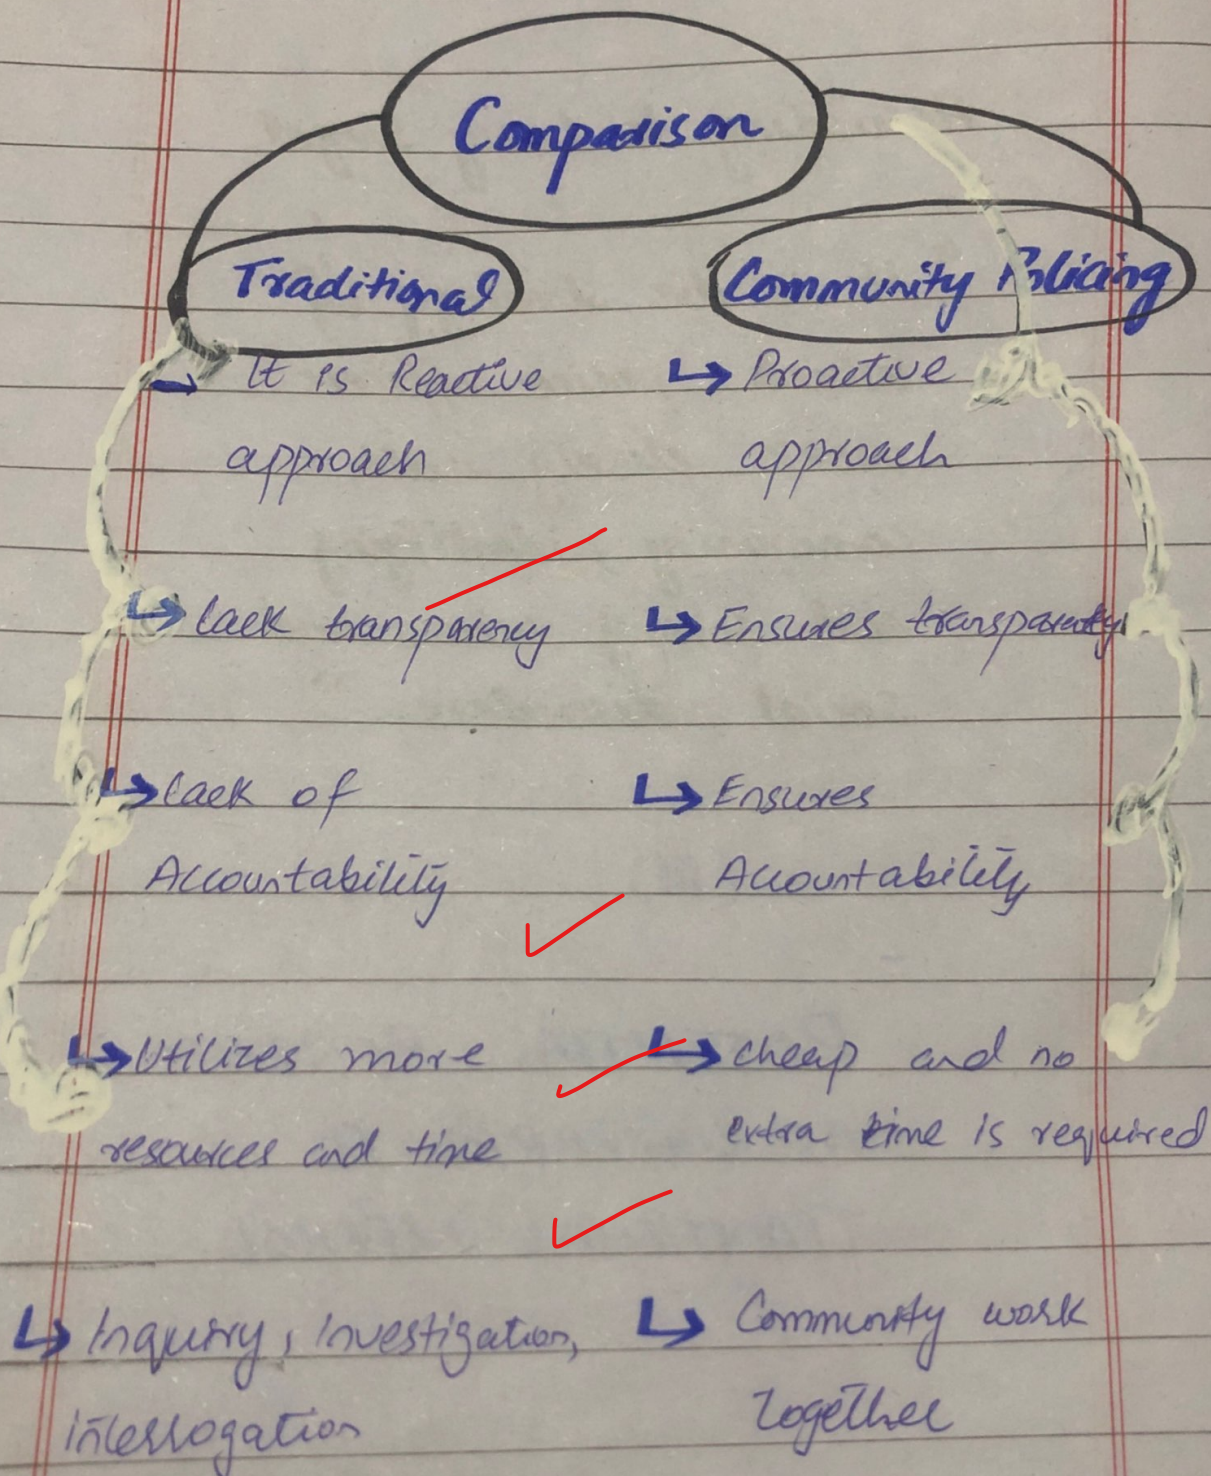 Comparison
Traditional
Community Policing
It is Reactive
approach
Proactive
approach
Lack transparency
Ensures transparenty
Lack of
Accountability
Ensures
Accountability
Utilizes more
resources and time
cheap and no
extra time is required
Inquiry, investigation,
interrogation
Community work
together